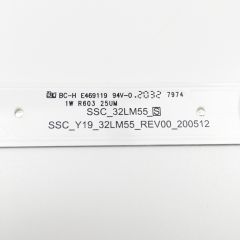 BC-H E469119 94V-0 2032 7974
1W R603 25UM
SSC_32LM55_S
SSC_Y19_32LM55_REV00_200512